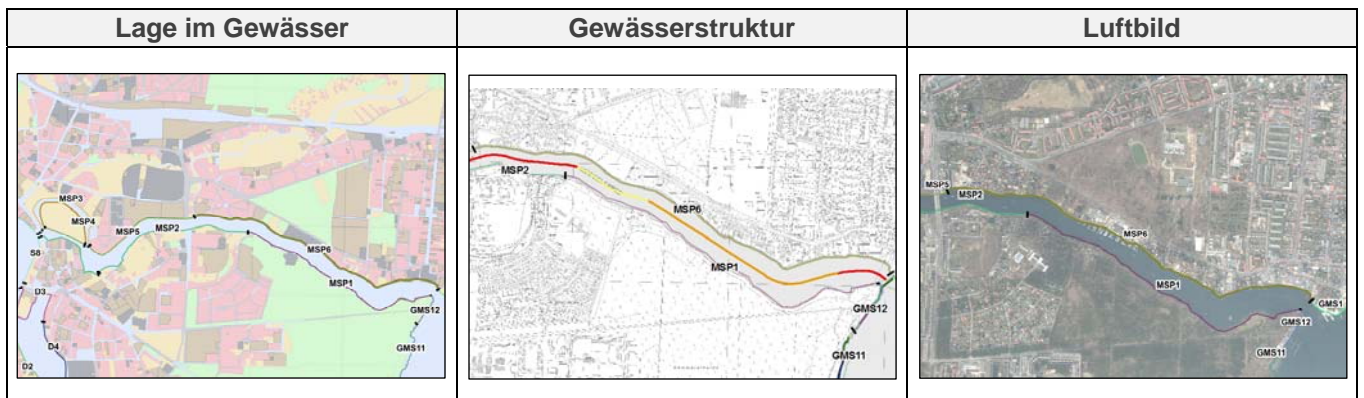 Lage im Gewässer
Gewässerstruktur
Luftbild
MSP3
MSP4
MSP5
MSP2
S8
MSP6
MSP1
D3
GMS12
D4
GMS11
D2
MSP2
MSP6
MSP1
GMS12
GMS11
MSP5
MSP2
MSP6
MSP1
GMS1
GMS12
GMS11